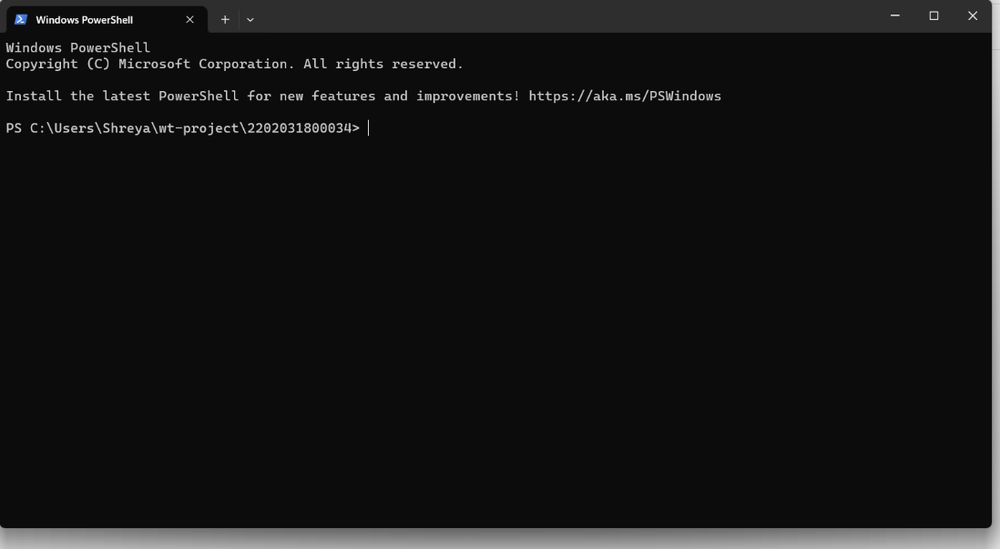 Windows PowerShell
Windows PowerShell
Copyright (C) Microsoft Corporation. All rights reserved.
Install the latest PowerShell for new features and improvements! https://aka.ms/PSWindows
PS C:\Users\Shreya\wt-project\2202031800034>